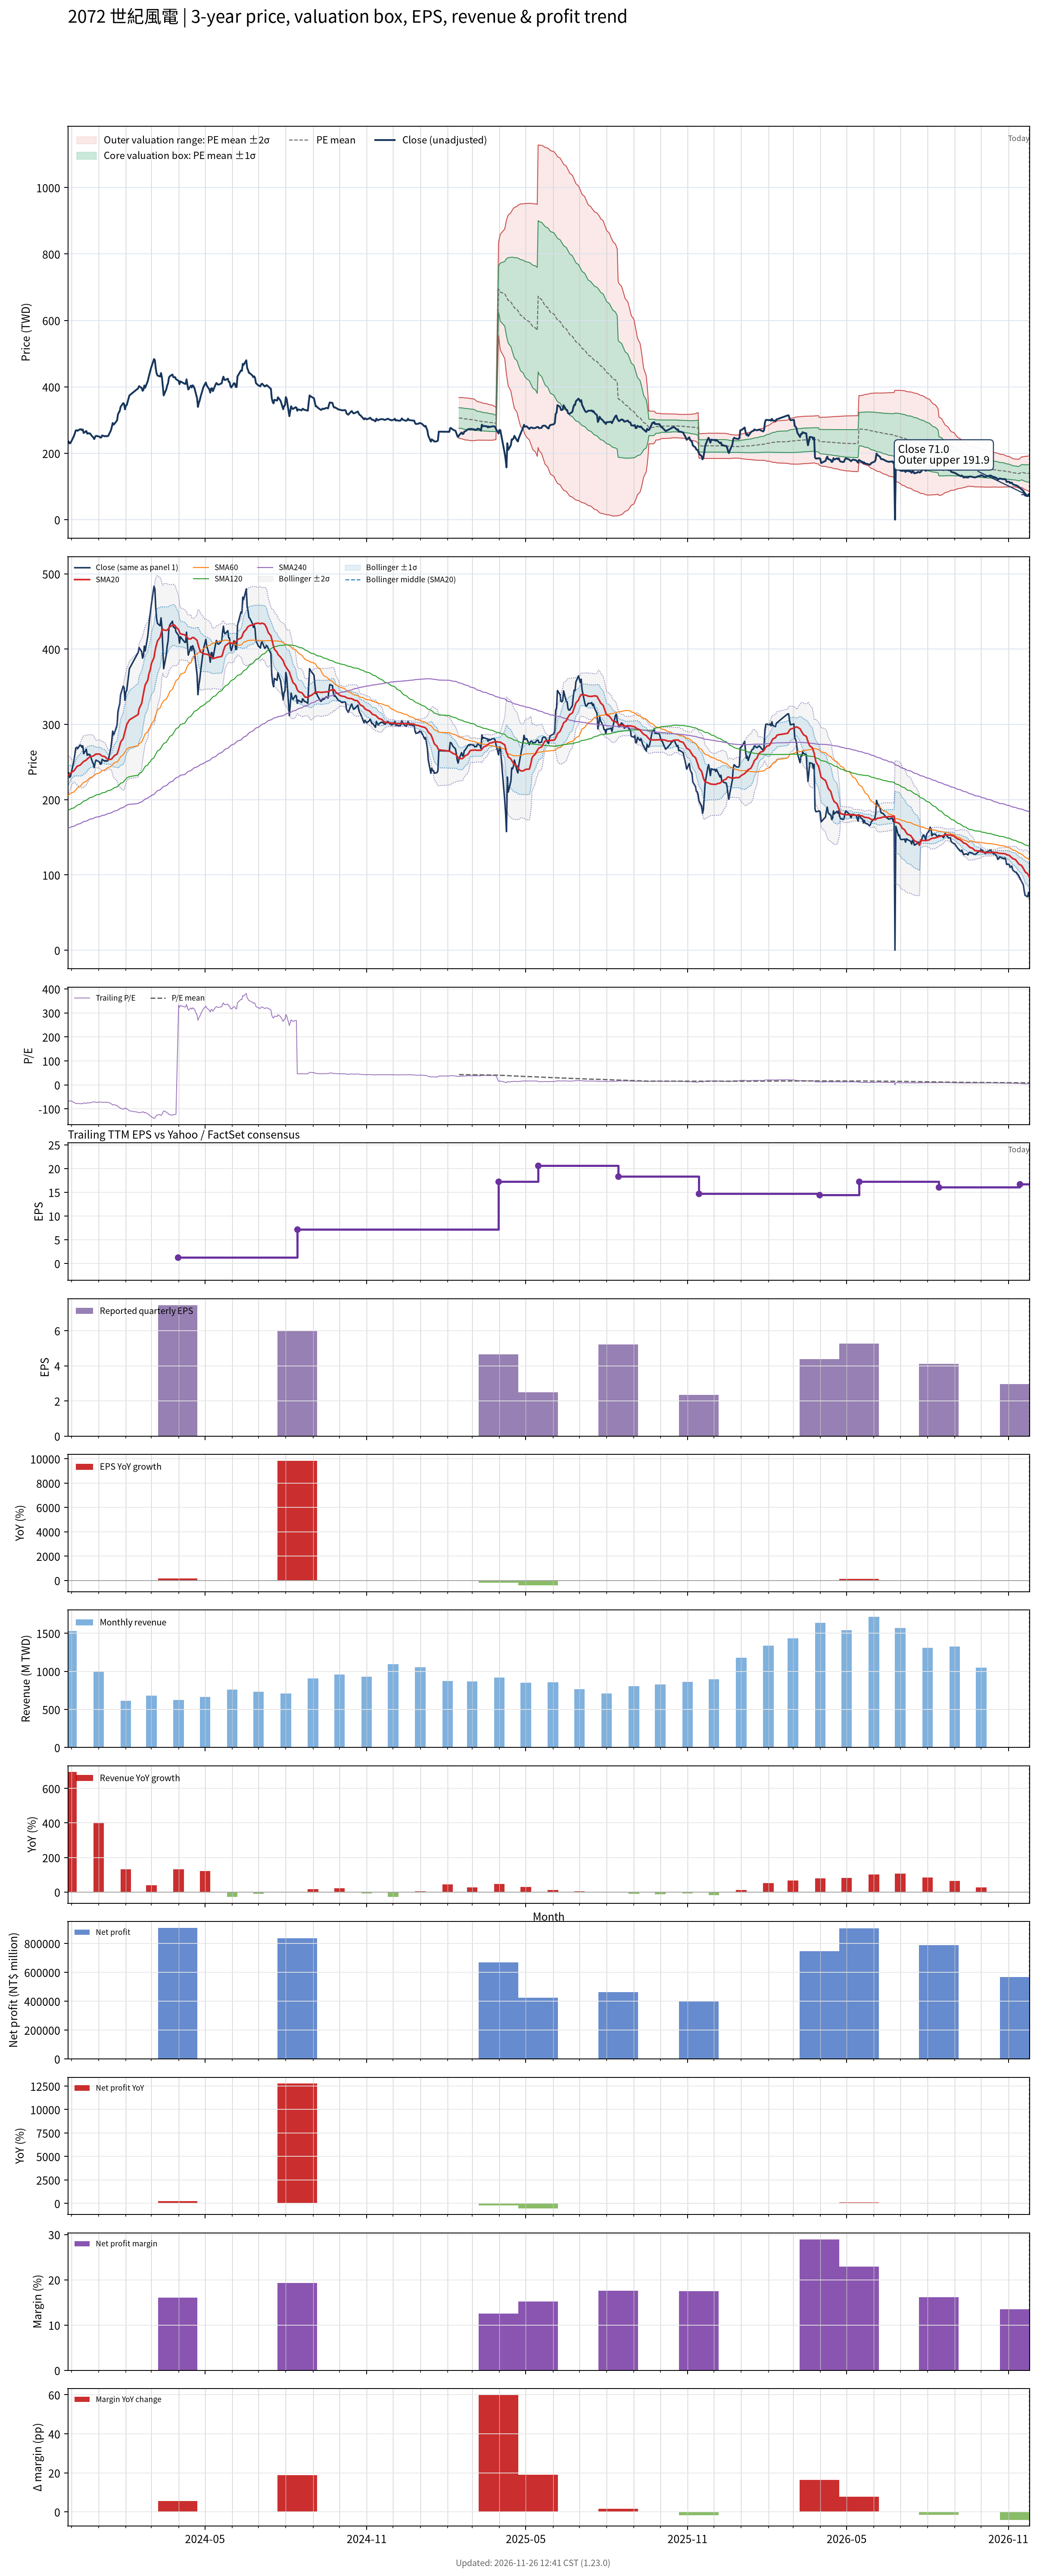 2072 世紀風電 | 3-year price, valuation box, EPS, revenue & profit trend
Outer valuation range: PE mean ±2σ
Core valuation box: PE mean ±1σ
PE mean
Close (unadjusted)
Today
Price (TWD)
1000
800
600
400
200
0
Close 71.0
Outer upper 191.9
Close (same as panel 1)
SMA20
SMA60
SMA120
SMA240
Bollinger ±2σ
Bollinger ±1σ
Bollinger middle (SMA20)
Price
500
400
300
200
100
0
Trailing P/E
P/E mean
P/E
400
300
200
100
0
-100
Trailing TTM EPS vs Yahoo / FactSet consensus
Today
EPS
25
20
15
10
5
0
Reported quarterly EPS
EPS
6
4
2
0
EPS YoY growth
YoY (%)
10000
8000
6000
4000
2000
0
Monthly revenue
Revenue (M TWD)
1500
1000
500
0
Revenue YoY growth
YoY (%)
600
400
200
0
Month
Net profit
Net profit (NT$ million)
800000
600000
400000
200000
0
Net profit YoY
YoY (%)
12500
10000
7500
5000
2500
0
Net profit margin
Margin (%)
30
20
10
0
Margin YoY change
Δ margin (pp)
60
40
20
0
2024-05
2024-11
2025-05
2025-11
2026-05
2026-11
Updated: 2026-11-26 12:41 CST (1.23.0)